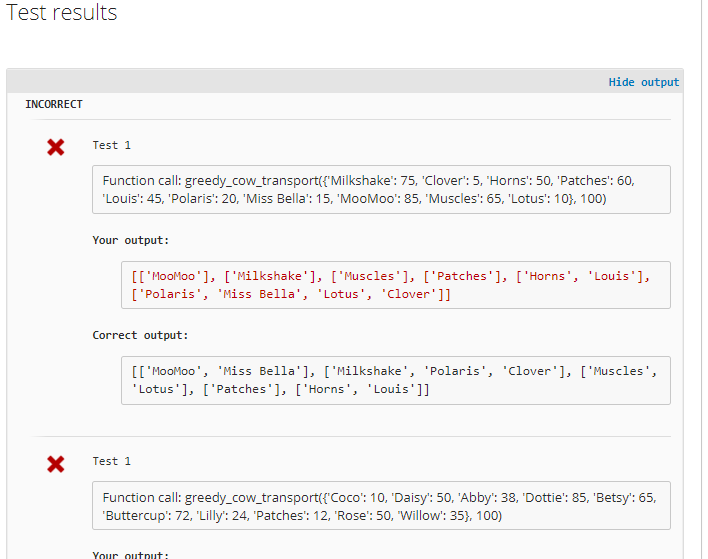 Test results
Hide output
INCORRECT
Test 1
Function call: greedy_cow_transport({'Milkshake': 75, 'Clover': 5, 'Horns': 50, 'Patches': 60,
'Louis': 45, 'Polaris': 20, 'Miss Bella': 15, 'MooMoo': 85, 'Muscles': 65, 'Lotus': 10}, 100)
Your output:
[['MooMoo'], ['Milkshake'], ['Muscles'], ['Patches'], ['Horns', 'Louis'],
['Polaris', 'Miss Bella', 'Lotus', 'Clover']]
Correct output:
[['MooMoo', 'Miss Bella'], ['Milkshake', 'Polaris', 'Clover'], ['Muscles',
'Lotus'], ['Patches'], ['Horns', 'Louis']]
Test 1
Function call: greedy_cow_transport({'Coco': 10, 'Daisy': 50, 'Abby': 38, 'Dottie': 85, 'Betsy': 65,
'Buttercup': 72, 'Lilly': 24, 'Patches': 12, 'Rose': 50, 'Willow': 35}, 100)
Your output: